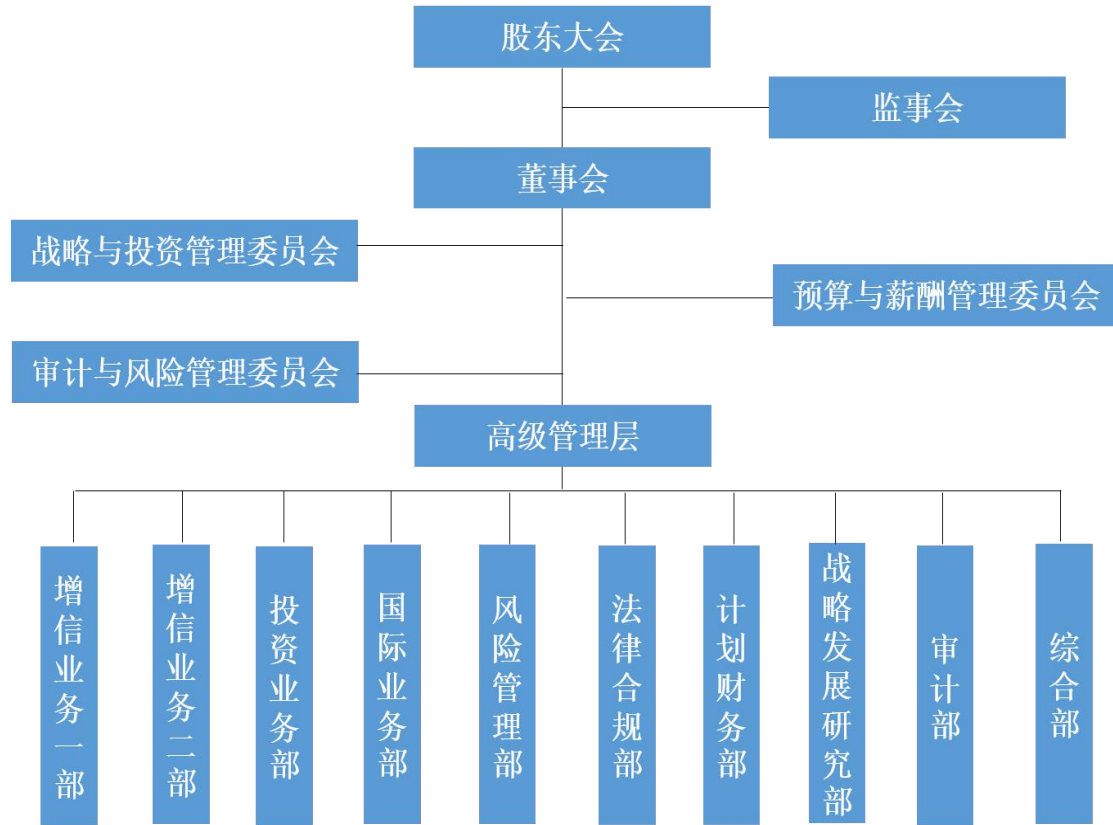 股东大会
监事会
董事会
战略与投资管理委员会
预算与薪酬管理委员会
审计与风险管理委员会
高级管理层
增信业务一部
增信业务二部
投资业务部
国际业务部
风险管理部
法律合规部
计划财务部
战略发展研究部
审计部
综合部